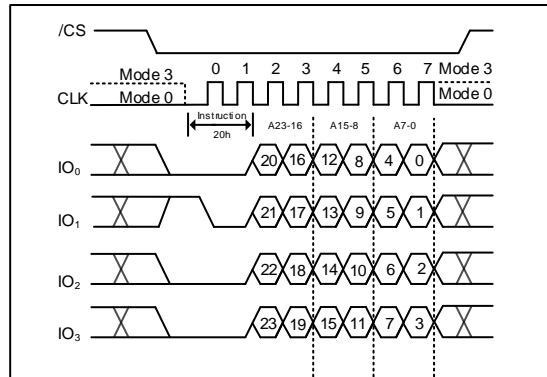 /CS
0 1 2 3 4 5 6 7
Mode 3 Mode 3
CLK Mode 0 Mode 0
Instruction A23-16 A15-8 A7-0
20h
IO0 20 16 12 8 4 0
IO1 21 17 13 9 5 1
IO2 22 18 14 10 6 2
IO3 23 19 15 11 7 3